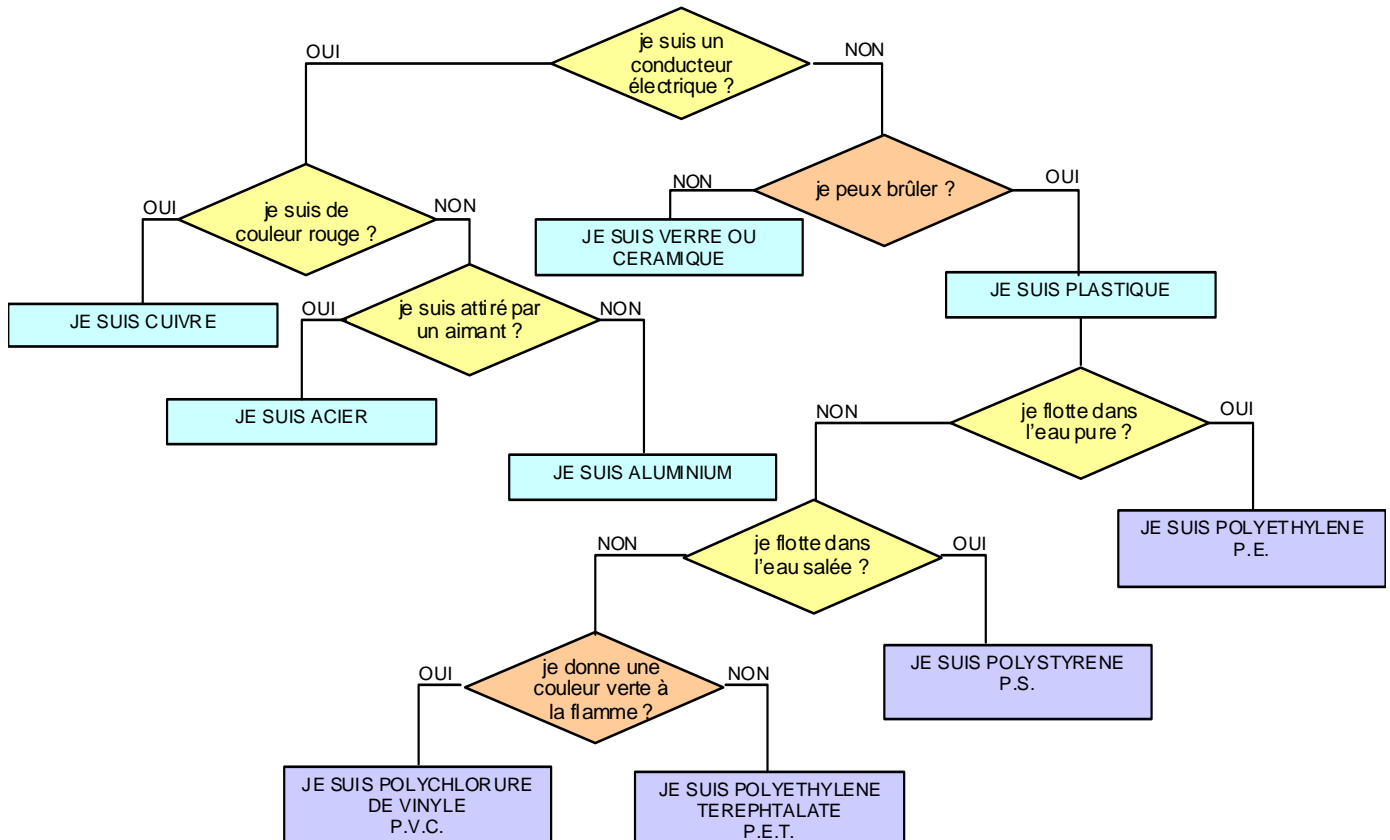 je suis un
conducteur
électrique ?
OUI
NON
je peux brûler ?
NON
OUI
je suis de
couleur rouge ?
OUI
NON
JE SUIS VERRE OU
CERAMIQUE
JE SUIS PLASTIQUE
JE SUIS CUIVRE
je suis attiré par
un aimant ?
OUI
NON
JE SUIS ACIER
JE SUIS ALUMINIUM
je flotte dans
l'eau pure ?
NON
OUI
JE SUIS POLYETHYLENE
P.E.
je flotte dans
l'eau salée ?
NON
OUI
JE SUIS POLYSTYRENE
P.S.
je donne une
couleur verte à
la flamme ?
OUI
NON
JE SUIS POLYCHLORURE
DE VINYLE
P.V.C.
JE SUIS POLYETHYLENE
TEREPHTALATE
P.E.T.